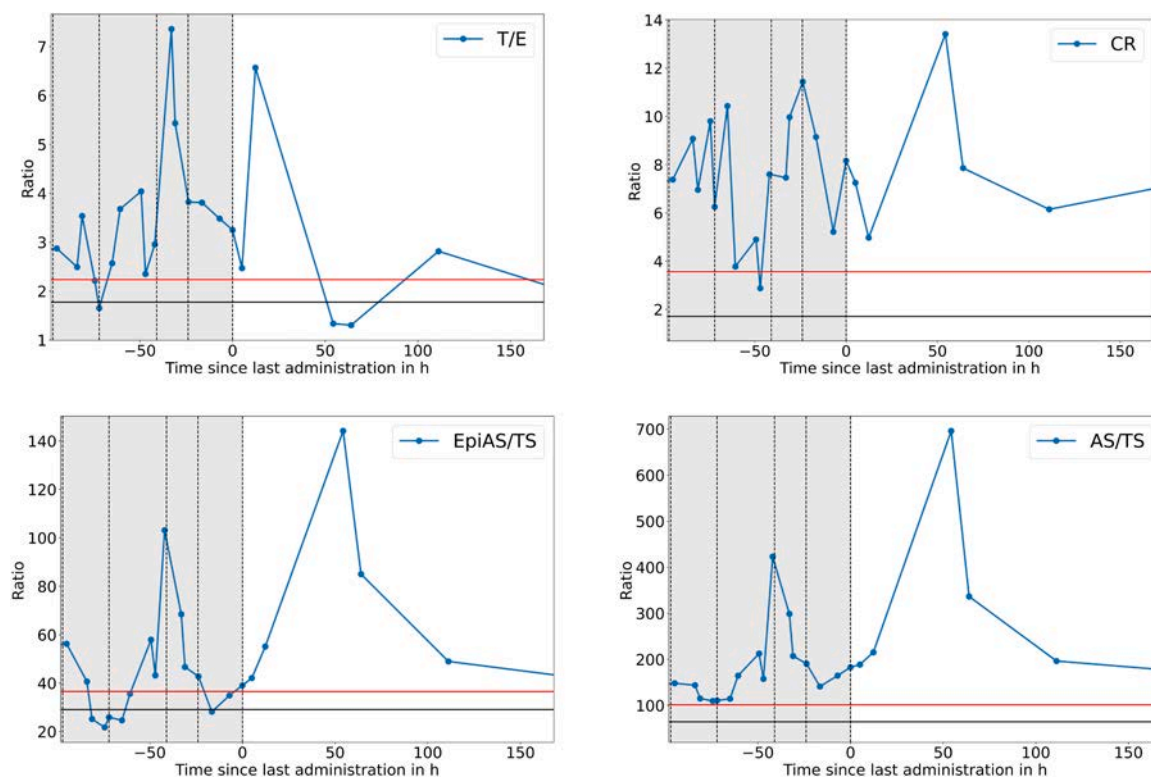 T/E
7
6
5
4
3
2
1
Ratio
−50 0 50 100 150
Time since last administration in h
CR
14
12
10
8
6
4
2
Ratio
−50 0 50 100 150
Time since last administration in h
EpiAS/TS
140
120
100
80
60
40
20
Ratio
−50 0 50 100 150
Time since last administration in h
AS/TS
700
600
500
400
300
200
100
Ratio
−50 0 50 100 150
Time since last administration in h